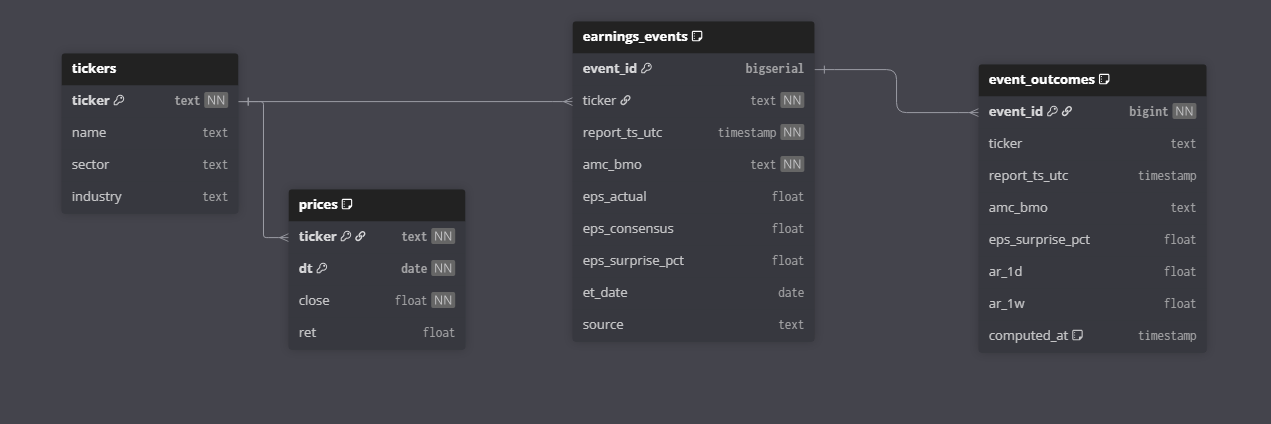 tickers
ticker text NN
name text
sector text
industry text
prices
ticker text NN
dt date NN
close float NN
ret float
earnings_events
event_id bigserial
ticker text NN
report_ts_utc timestamp NN
amc_bmo text NN
eps_actual float
eps_consensus float
eps_surprise_pct float
et_date date
source text
event_outcomes
event_id bigint NN
ticker text
report_ts_utc timestamp
amc_bmo text
eps_surprise_pct float
ar_1d float
ar_1w float
computed_at timestamp